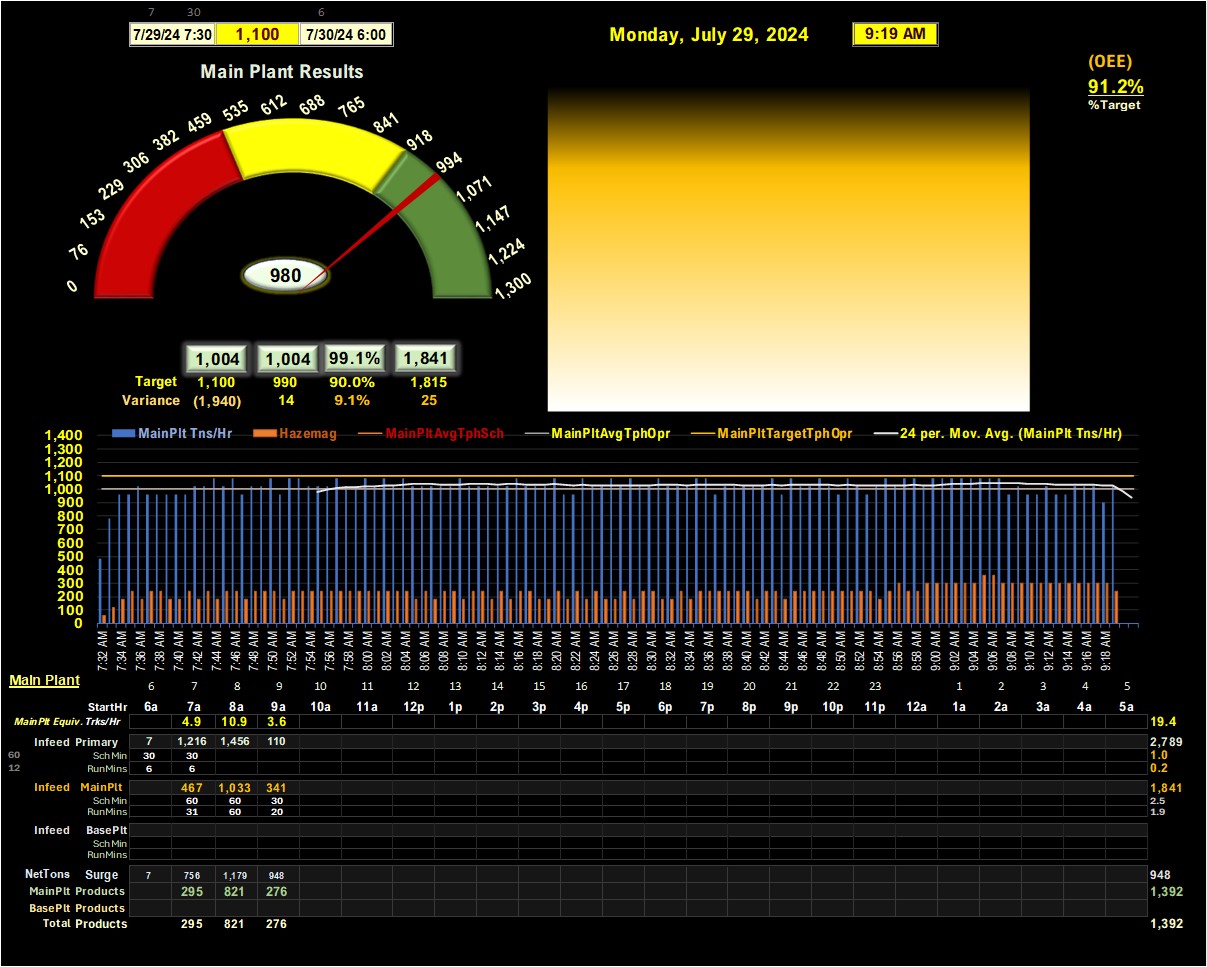 7 30 6
7/29/24 7:30 1,100 7/30/24 6:00
Monday, July 29, 2024 9:19 AM
(OEE)
91.2%
%Target
Main Plant Results
0 76 153 229 306 382 459 535 612 688 765 841 918 994 1,071 1,147 1,224 1,300
980
1,004 1,004 99.1% 1,841
Target 1,100 990 90.0% 1,815
Variance (1,940) 14 9.1% 25
MainPlt Tns/Hr Hazemag MainPltAvgTphSch MainPltAvgTphOpr MainPltTargetTphOpr 24 per. Mov. Avg. (MainPlt Tns/Hr)
1,400
1,300
1,200
1,100
1,000
900
800
700
600
500
400
300
200
100
0
7:32 AM 7:34 AM 7:36 AM 7:38 AM 7:40 AM 7:42 AM 7:44 AM 7:46 AM 7:48 AM 7:50 AM 7:52 AM 7:54 AM 7:56 AM 7:58 AM 8:00 AM 8:02 AM 8:04 AM 8:06 AM 8:08 AM 8:10 AM 8:12 AM 8:14 AM 8:16 AM 8:18 AM 8:20 AM 8:22 AM 8:24 AM 8:26 AM 8:28 AM 8:30 AM 8:32 AM 8:34 AM 8:36 AM 8:38 AM 8:40 AM 8:42 AM 8:44 AM 8:46 AM 8:48 AM 8:50 AM 8:52 AM 8:54 AM 8:56 AM 8:58 AM 9:00 AM 9:02 AM 9:04 AM 9:06 AM 9:08 AM 9:10 AM 9:12 AM 9:14 AM 9:16 AM 9:18 AM
Main Plant
6 7 8 9 10 11 12 13 14 15 16 17 18 19 20 21 22 23 1 2 3 4 5
StartHr 6a 7a 8a 9a 10a 11a 12p 1p 2p 3p 4p 5p 6p 7p 8p 9p 10p 11p 12a 1a 2a 3a 4a 5a
MainPlt Equiv. Trks/Hr 4.9 10.9 3.6 19.4
Infeed Primary 7 1,216 1,456 110 2,789
60 Sch Min 30 30 1.0
12 RunMins 6 6 0.2
Infeed MainPlt 467 1,033 341 1,841
Sch Min 60 60 30 2.5
RunMins 31 60 20 1.9
Infeed BasePlt
Sch Min
RunMins
NetTons Surge 7 756 1,179 948 948
MainPlt Products 295 821 276 1,392
BasePlt Products
Total Products 295 821 276 1,392